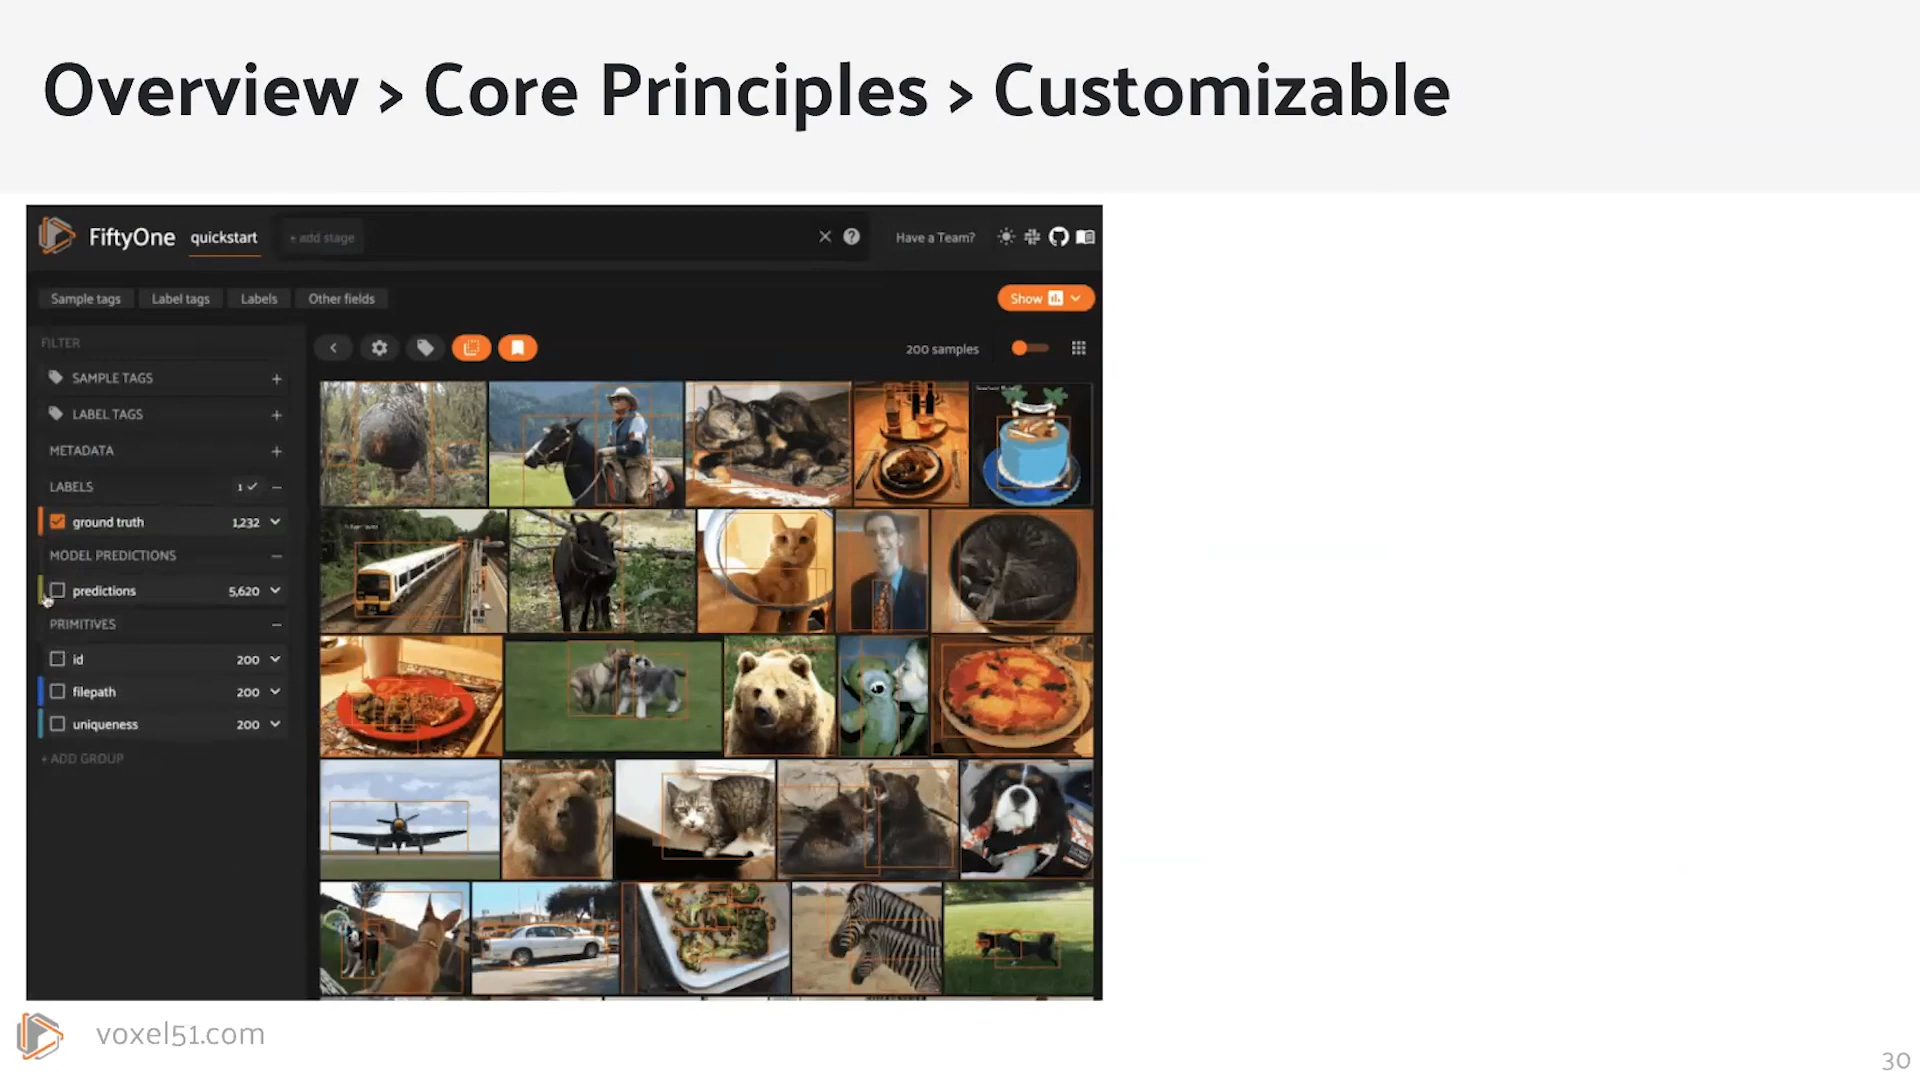 Overview > Core Principles > Customizable
FiftyOne quickstart + add stage Have a Team?
Sample tags Label tags Labels Other fields Show
FILTER
200 samples
SAMPLE TAGS +
LABEL TAGS +
METADATA +
LABELS 1 ✓ −
ground truth 1,232
MODEL PREDICTIONS −
predictions 5,620
PRIMITIVES −
id 200
filepath 200
uniqueness 200
+ ADD GROUP
voxel51.com
30